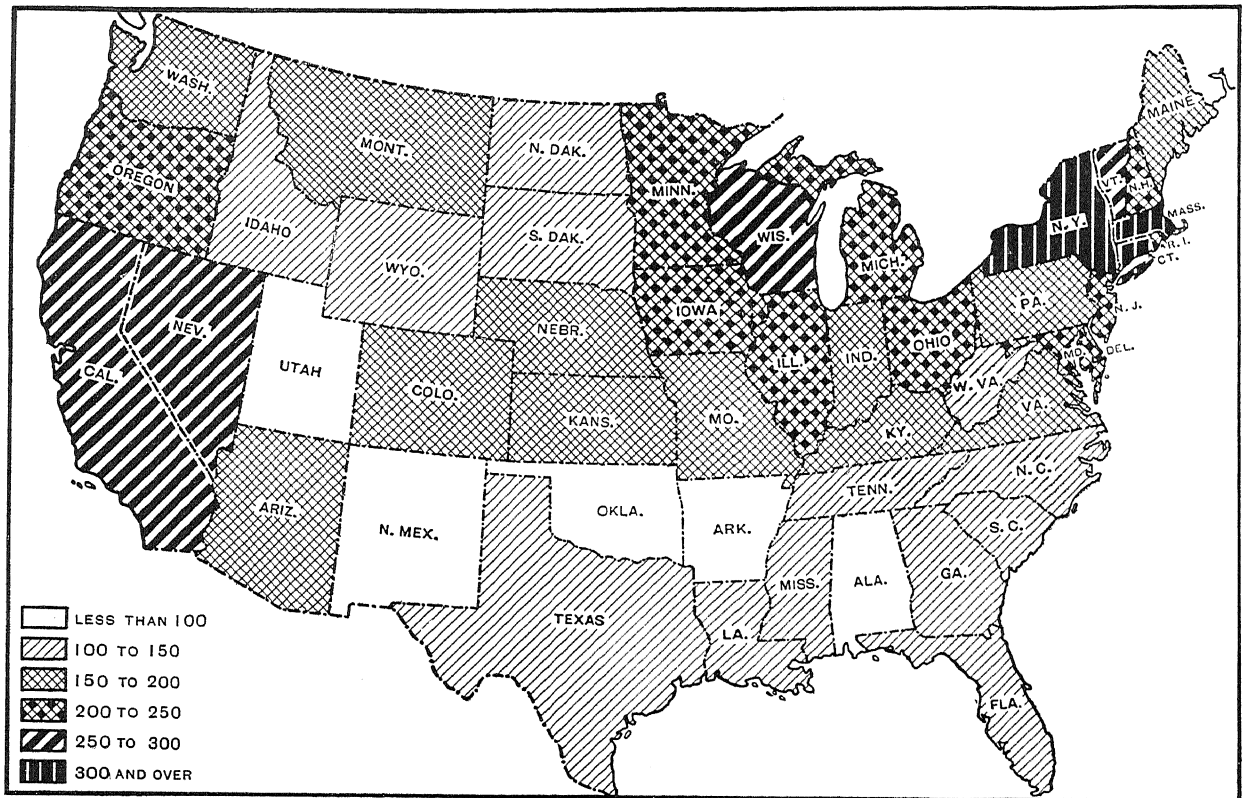 WASH.
MONT.
N. DAK.
MINN.
OREGON
IDAHO
WYO.
S. DAK.
WIS.
MICH.
N. Y.
VT.
N.H.
MAINE
MASS.
R. I.
CT.
NEV.
CAL.
UTAH
COLO.
NEBR.
KANS.
IOWA
MO.
ILL.
IND.
OHIO
PA.
N. J.
MD.
DEL.
W. VA.
VA.
KY.
ARIZ.
N. MEX.
OKLA.
ARK.
TENN.
N. C.
S. C.
TEXAS
LA.
MISS.
ALA.
GA.
FLA.
LESS THAN 100
100 TO 150
150 TO 200
200 TO 250
250 TO 300
300 AND OVER